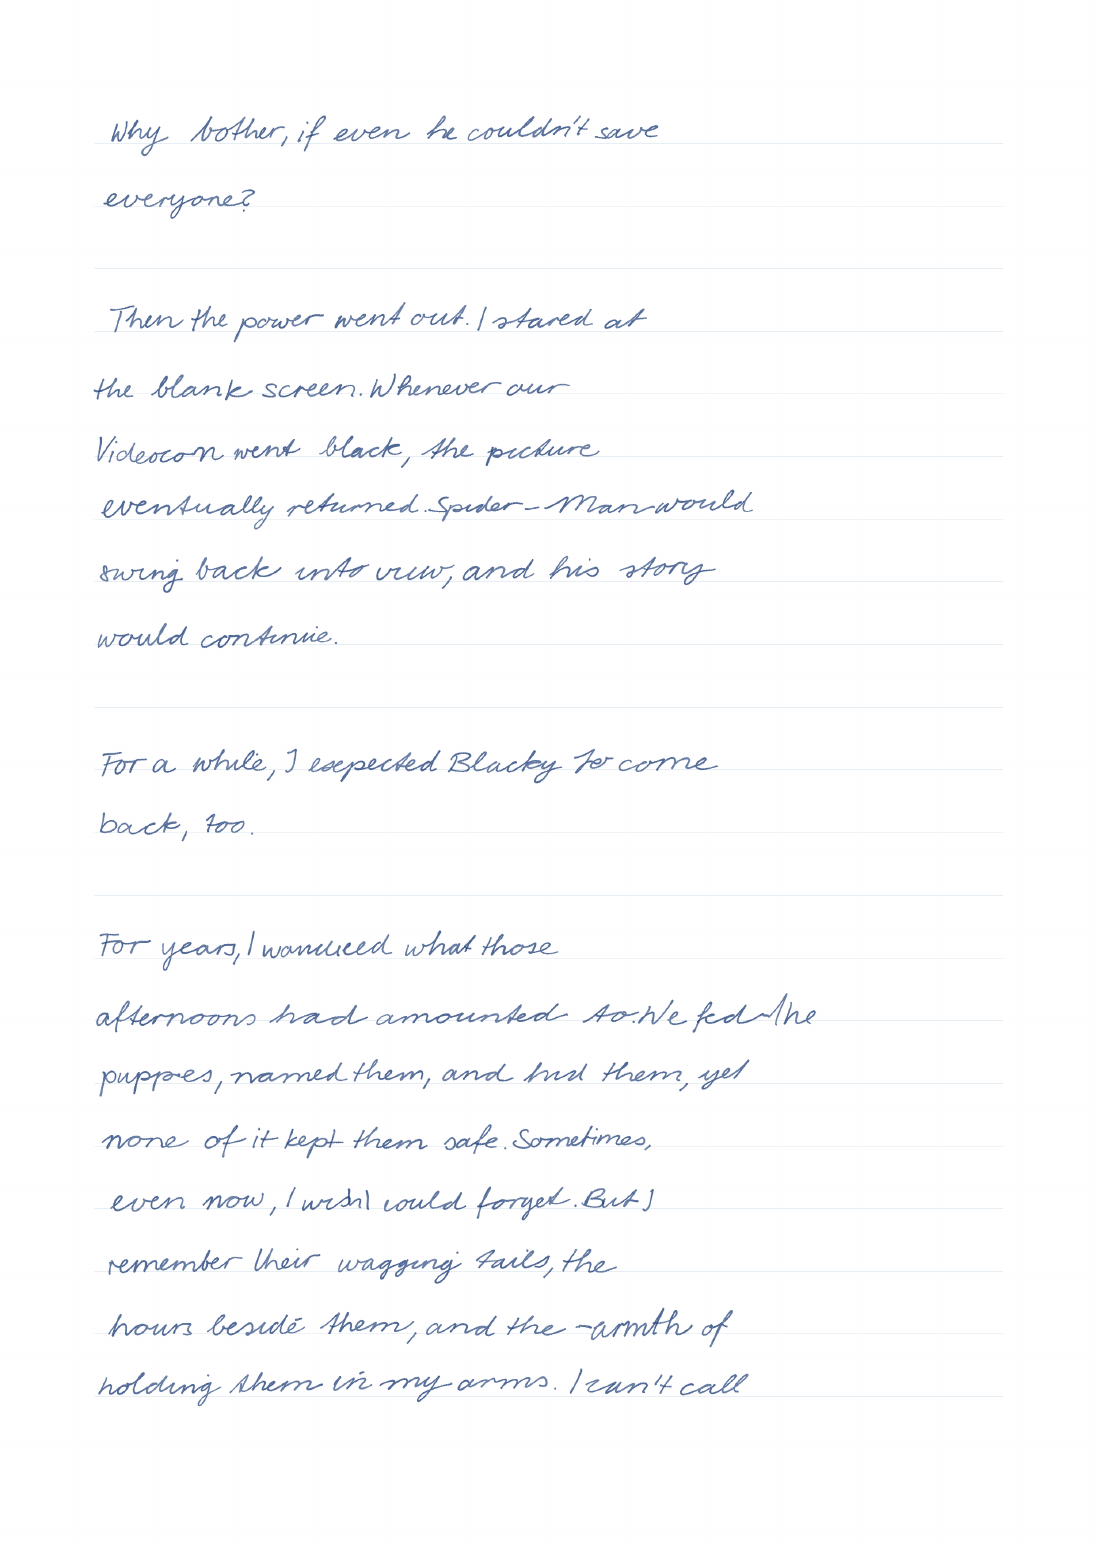 Why bother, if even he couldn't save
everyone?
Then the power went out. I stared at
the blank screen. Whenever our
Videocon went black, the picture
eventually returned. Spider-Man would
swing back into view, and his story
would continue.
For a while, I expected Blacky to come
back, too.
For years, I wondered what those
afternoons had amounted to. We fed the
puppies, named them, and hid them, yet
none of it kept them safe. Sometimes,
even now, I wish I could forget. But I
remember their wagging tails, the
hours beside them, and the warmth of
holding them in my arms. I can't call